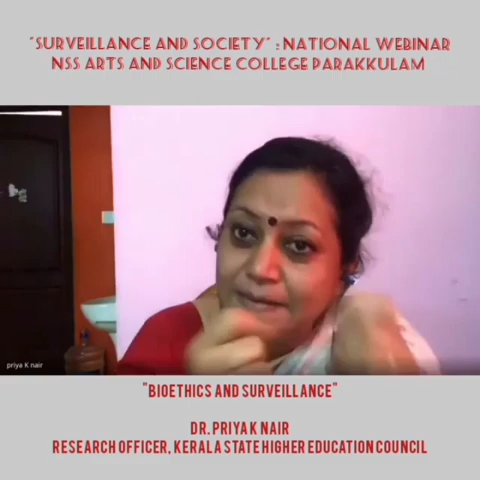 "SURVEILLANCE AND SOCIETY" : NATIONAL WEBINAR
NSS ARTS AND SCIENCE COLLEGE PARAKKULAM
priya K nair
"BIOETHICS AND SURVEILLANCE"
DR. PRIYA K NAIR
RESEARCH OFFICER, KERALA STATE HIGHER EDUCATION COUNCIL